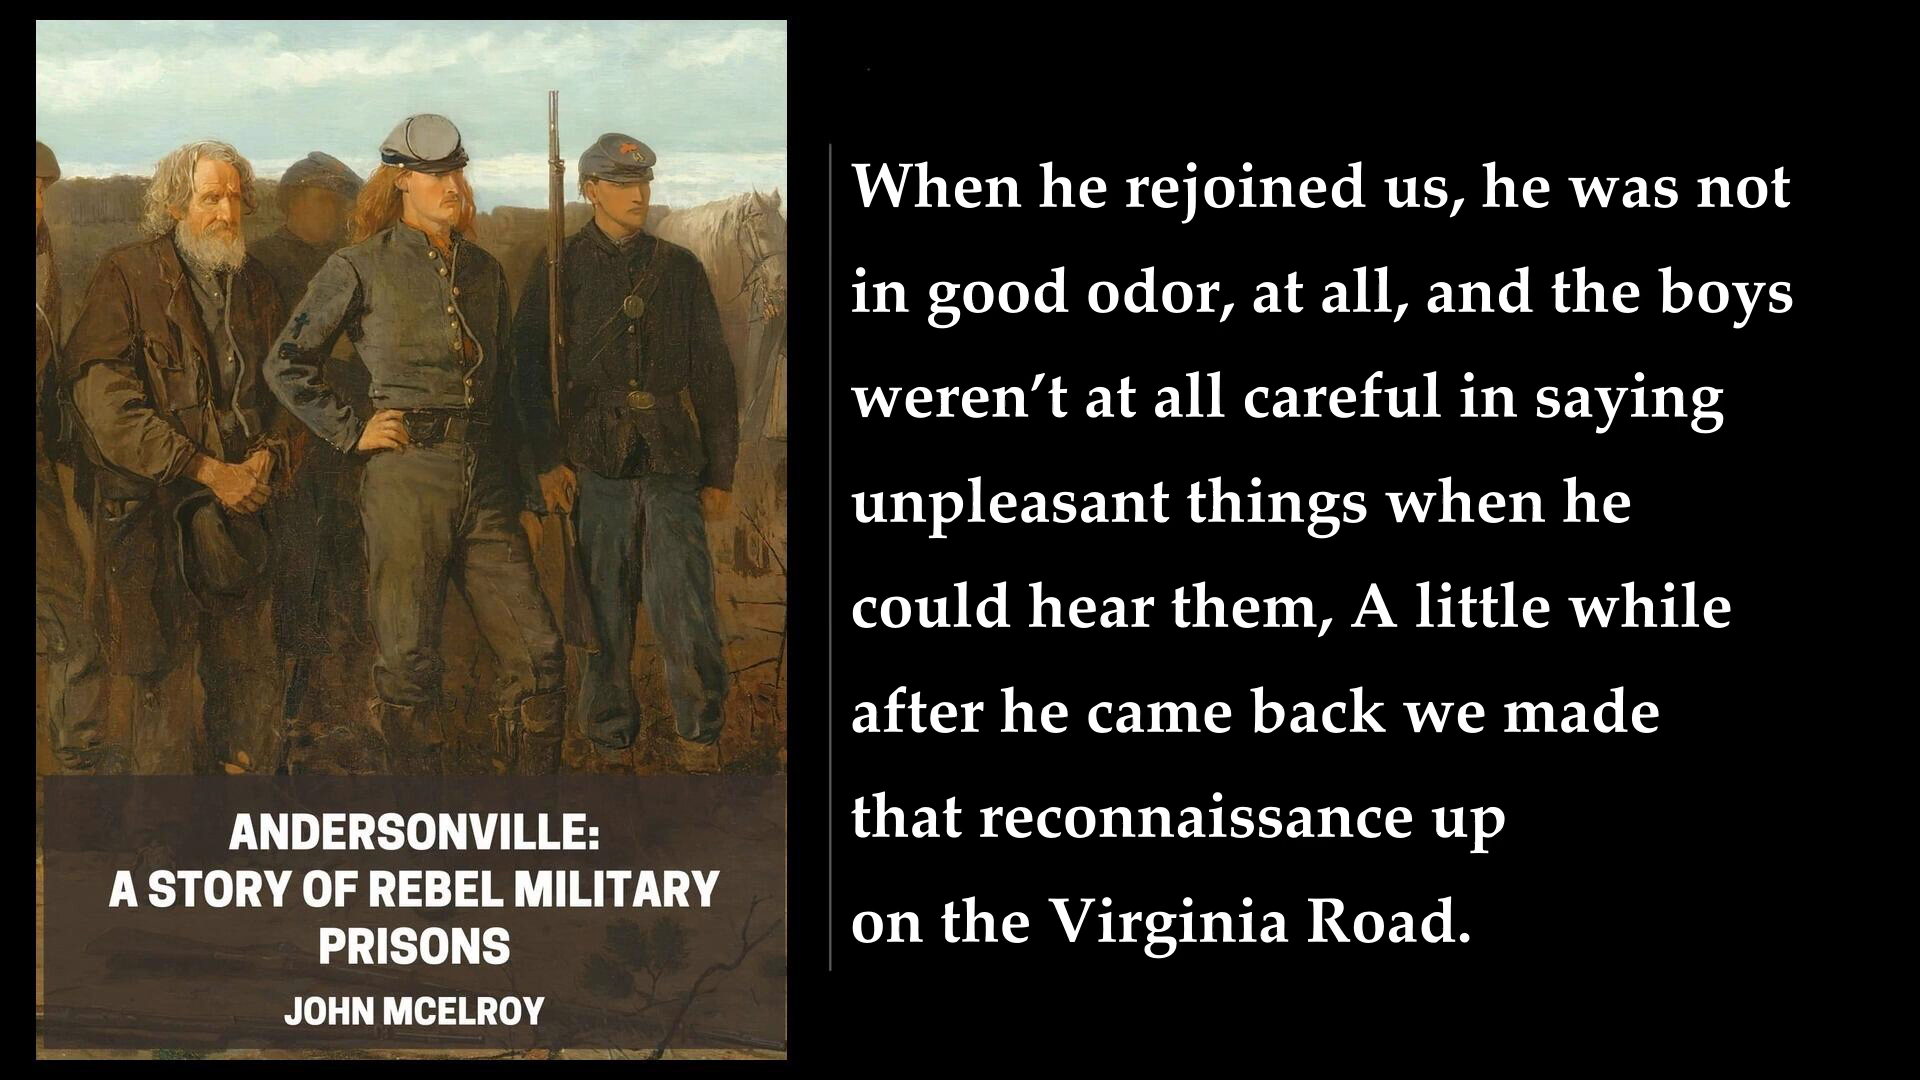 ANDERSONVILLE:
A STORY OF REBEL MILITARY
PRISONS
JOHN MCELROY
When he rejoined us, he was not
in good odor, at all, and the boys
weren’t at all careful in saying
unpleasant things when he
could hear them, A little while
after he came back we made
that reconnaissance up
on the Virginia Road.